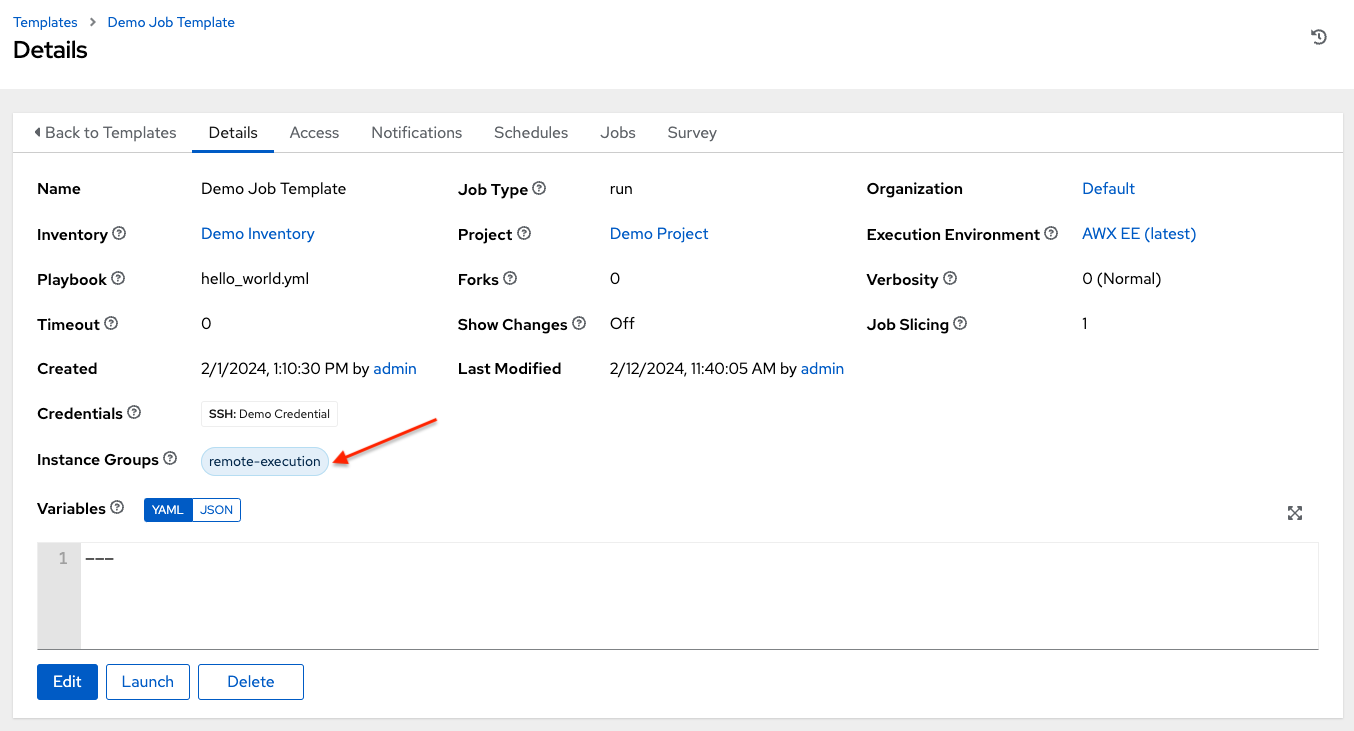 Templates > Demo Job Template
Details
Back to Templates Details Access Notifications Schedules Jobs Survey
Name Demo Job Template Job Type run Organization Default
Inventory Demo Inventory Project Demo Project Execution Environment AWX EE (latest)
Playbook hello_world.yml Forks 0 Verbosity 0 (Normal)
Timeout 0 Show Changes Off Job Slicing 1
Created 2/1/2024, 1:10:30 PM by admin Last Modified 2/12/2024, 11:40:05 AM by admin
Credentials SSH: Demo Credential
Instance Groups remote-execution
Variables YAML JSON
1 ---
Edit Launch Delete